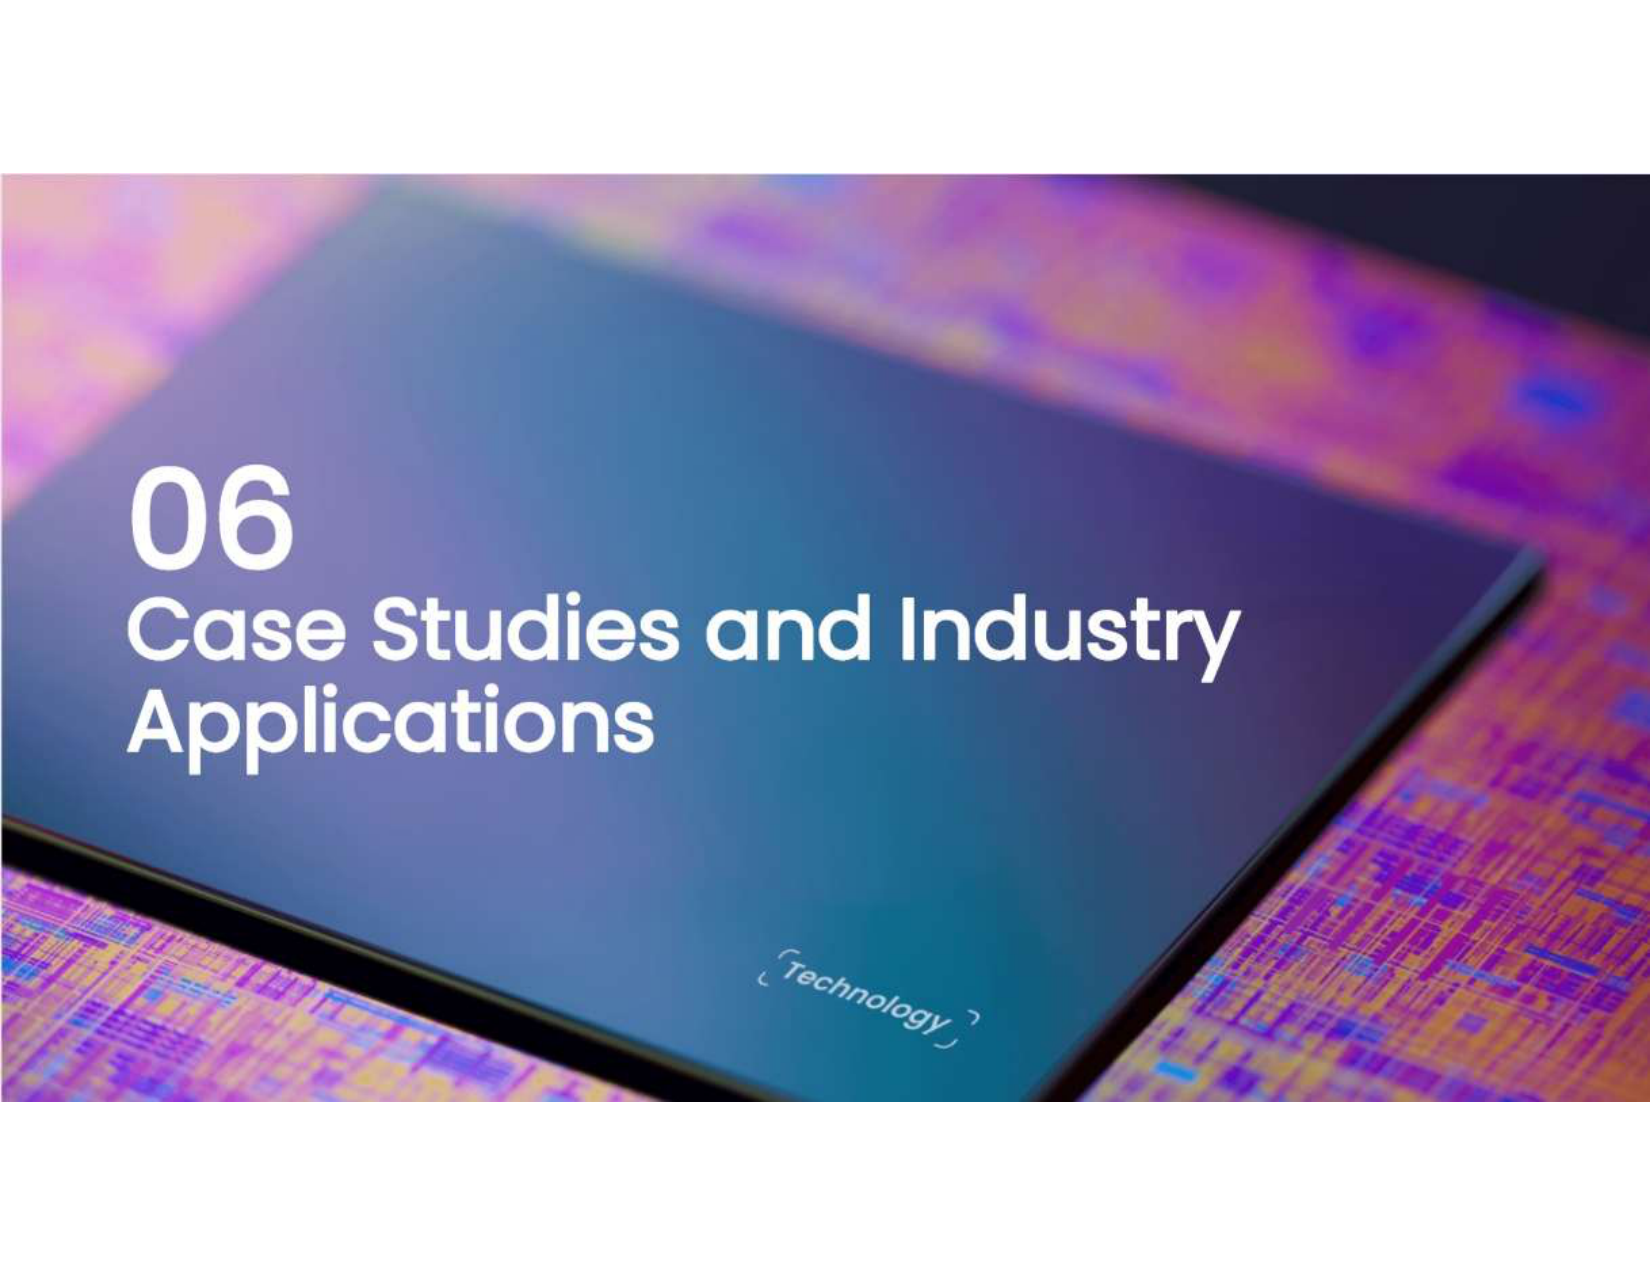 06
Case Studies and Industry
Applications
Technology